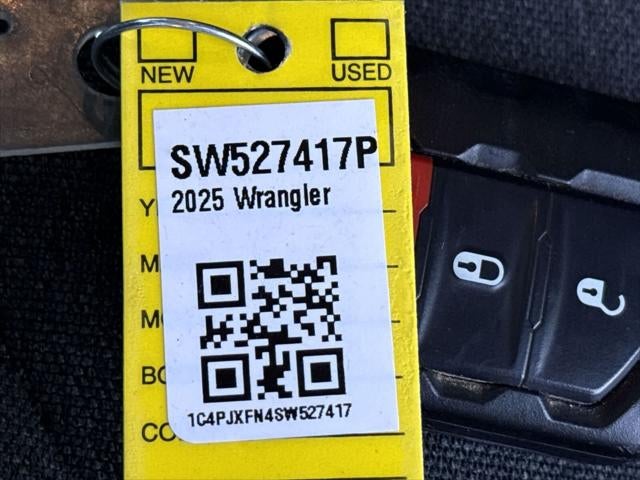 NEW USED
SW527417P
2025 Wrangler
1C4PJXFN4SW527417